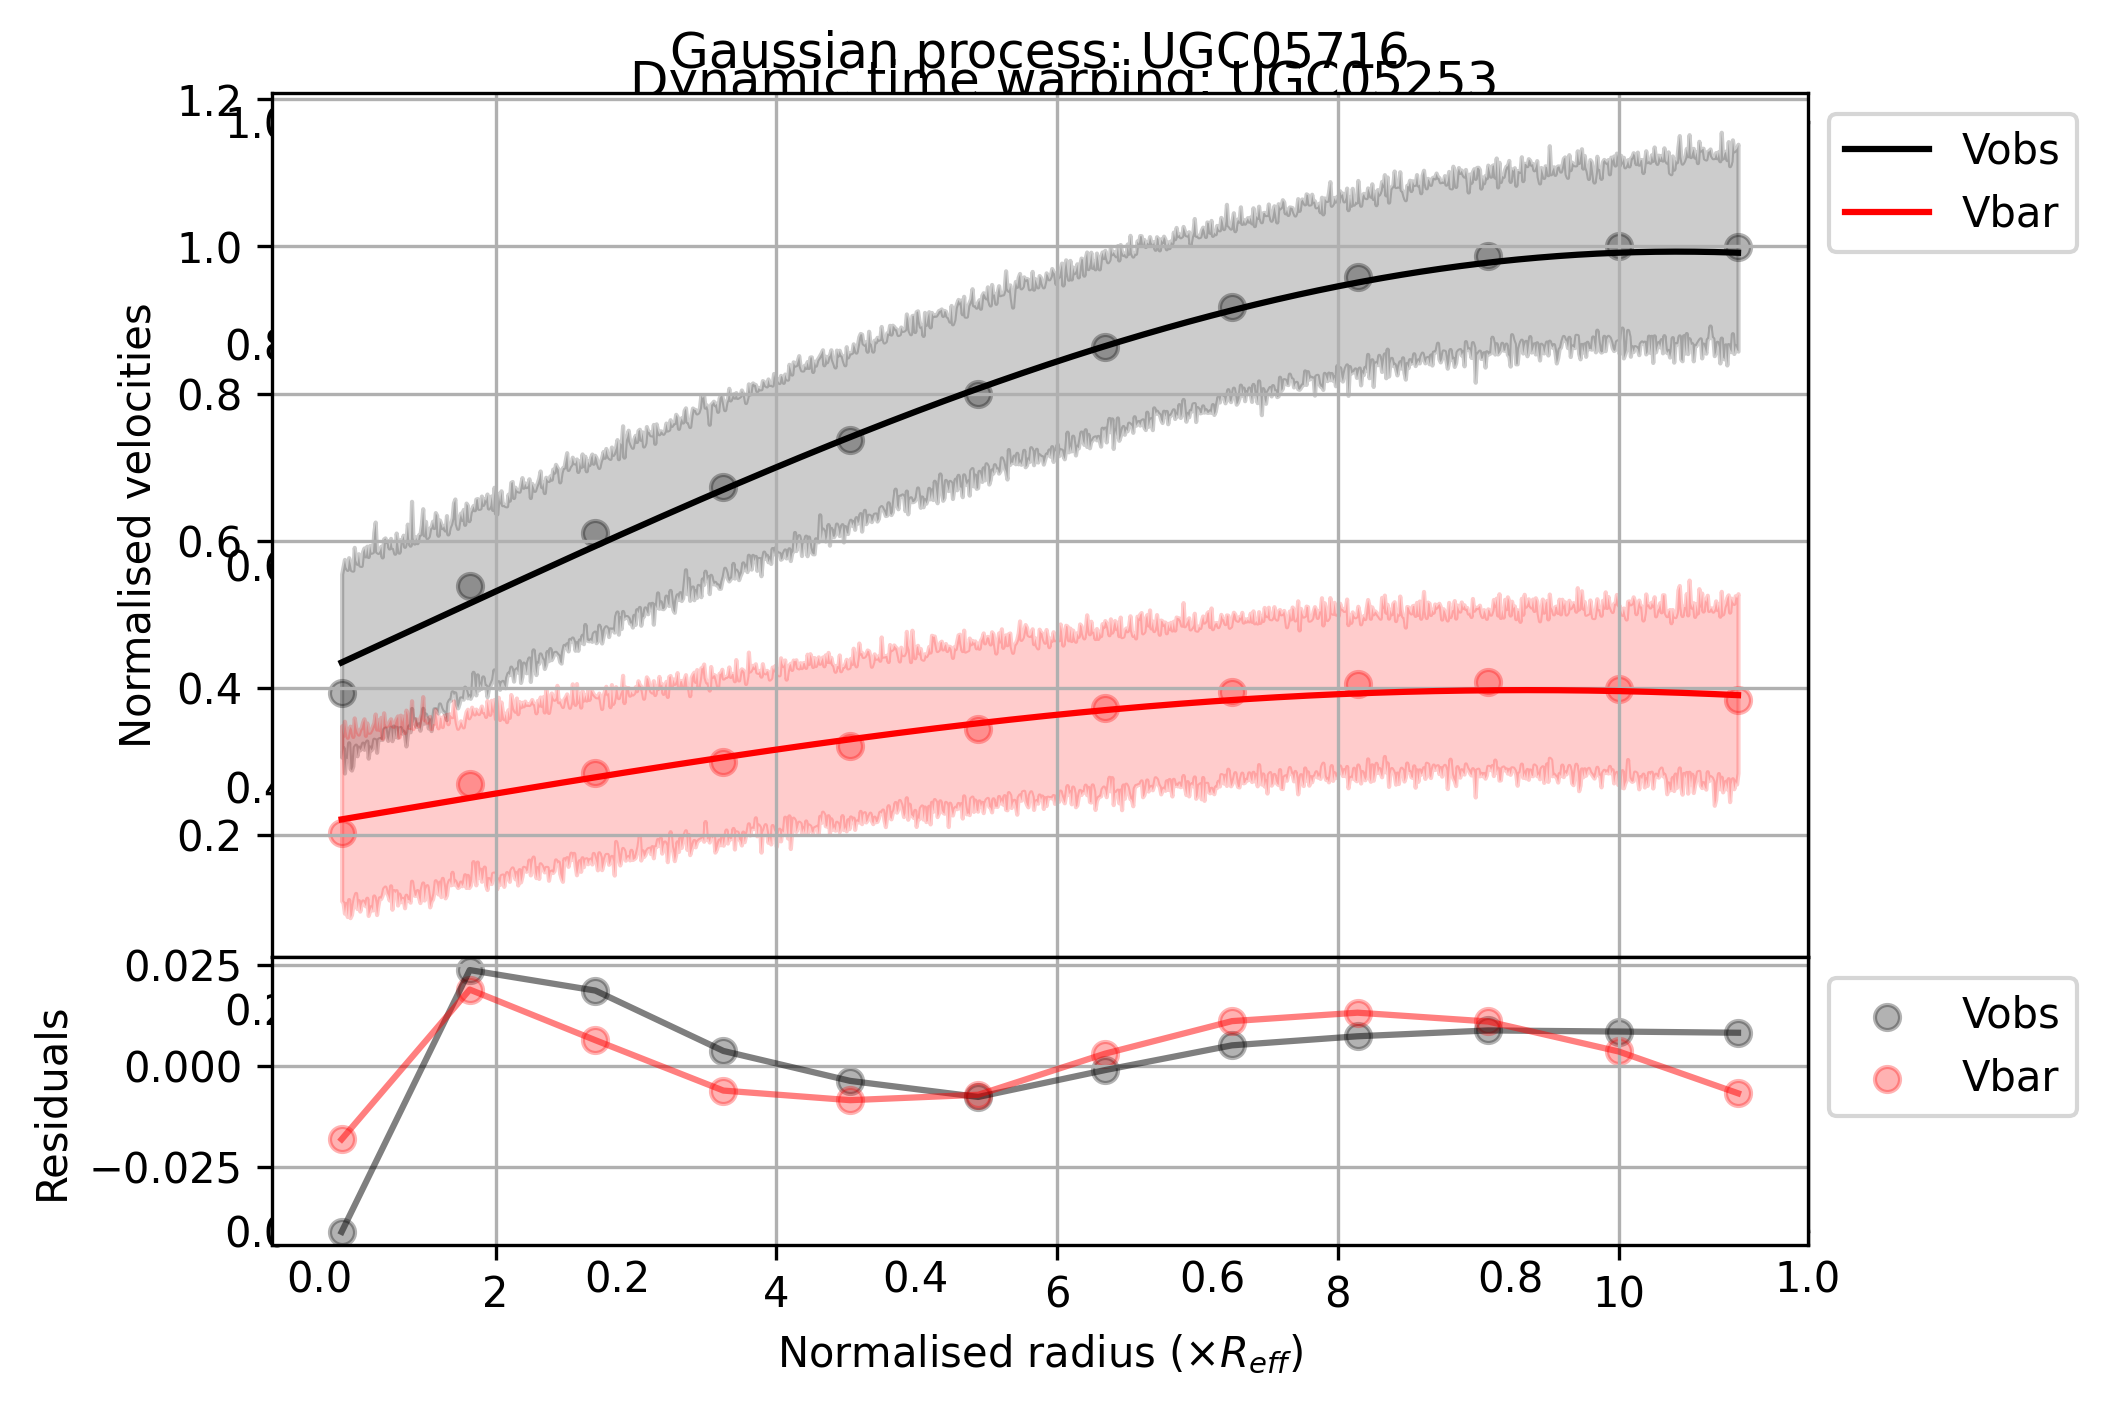 Gaussian process: UGC05716
Dynamic time warping: UGC05253
1.2
1.0
0.8
0.6
0.4
0.2
Normalised velocities
Vobs
Vbar
0.025
0.000
−0.025
Residuals
Vobs
Vbar
0.0 0.2 0.4 0.6 0.8 1.0
2 4 6 8 10
Normalised radius (×R_eff)